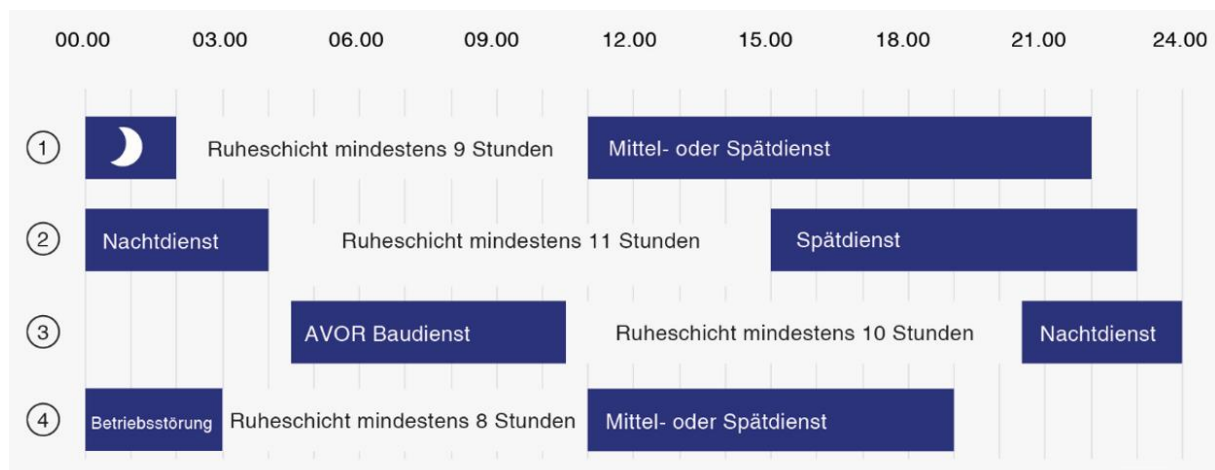 00.00 03.00 06.00 09.00 12.00 15.00 18.00 21.00 24.00
1 Ruheschicht mindestens 9 Stunden Mittel- oder Spätdienst
2 Nachtdienst Ruheschicht mindestens 11 Stunden Spätdienst
3 AVOR Baudienst Ruheschicht mindestens 10 Stunden Nachtdienst
4 Betriebsstörung Ruheschicht mindestens 8 Stunden Mittel- oder Spätdienst